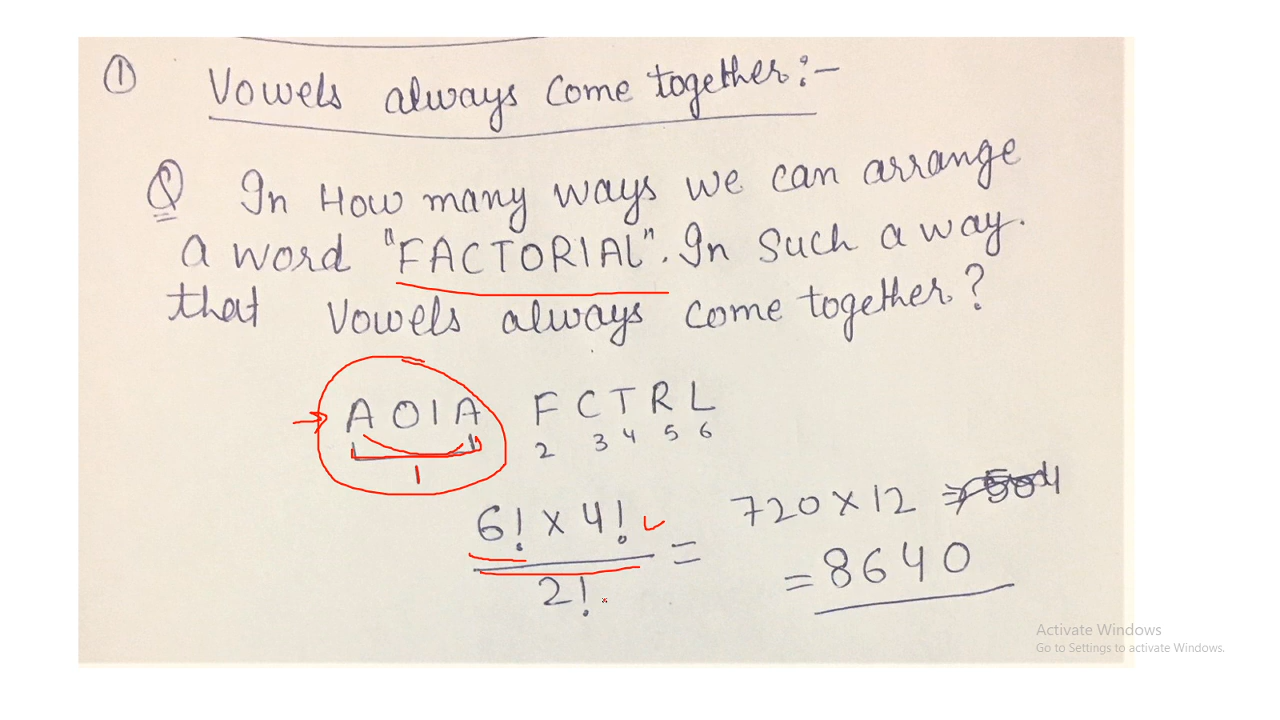 ① Vowels always come together:-
Q In How many ways we can arrange
a word "FACTORIAL". In Such a way.
that Vowels always come together?
A O I A F C T R L
1 2 3 4 5 6
6! x 4! = 720 x 12
2!
= 8640
Activate Windows
Go to Settings to activate Windows.